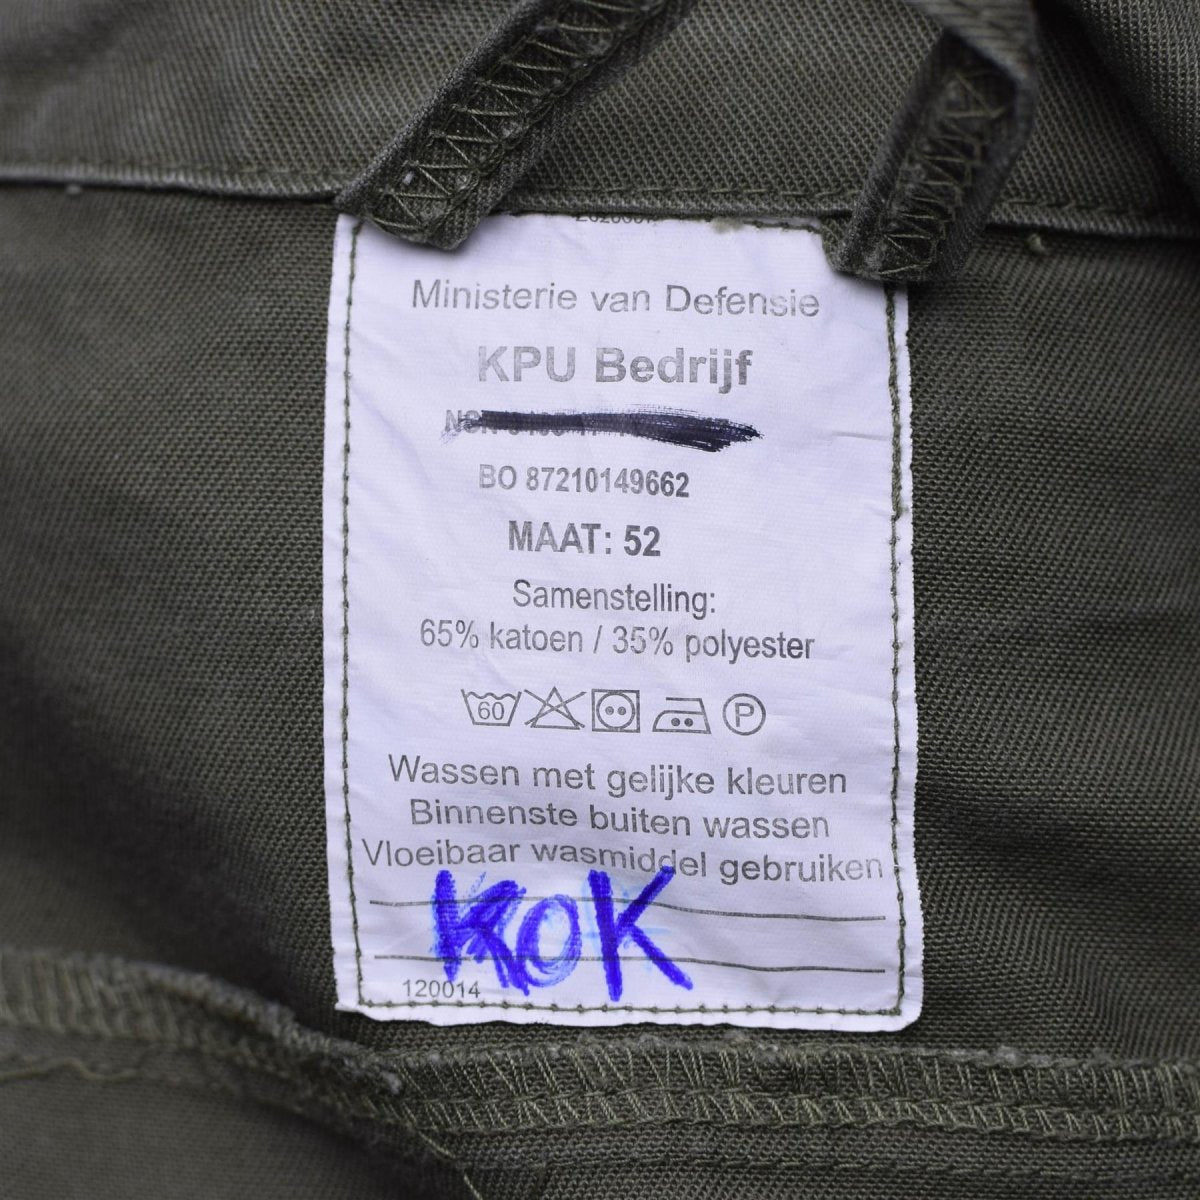 Ministerie van Defensie
KPU Bedrijf
NSN
BO 87210149662
MAAT: 52
Samenstelling:
65% katoen / 35% polyester
60 P
Wassen met gelijke kleuren
Binnenste buiten wassen
Vloeibaar wasmiddel gebruiken
KOK
120014